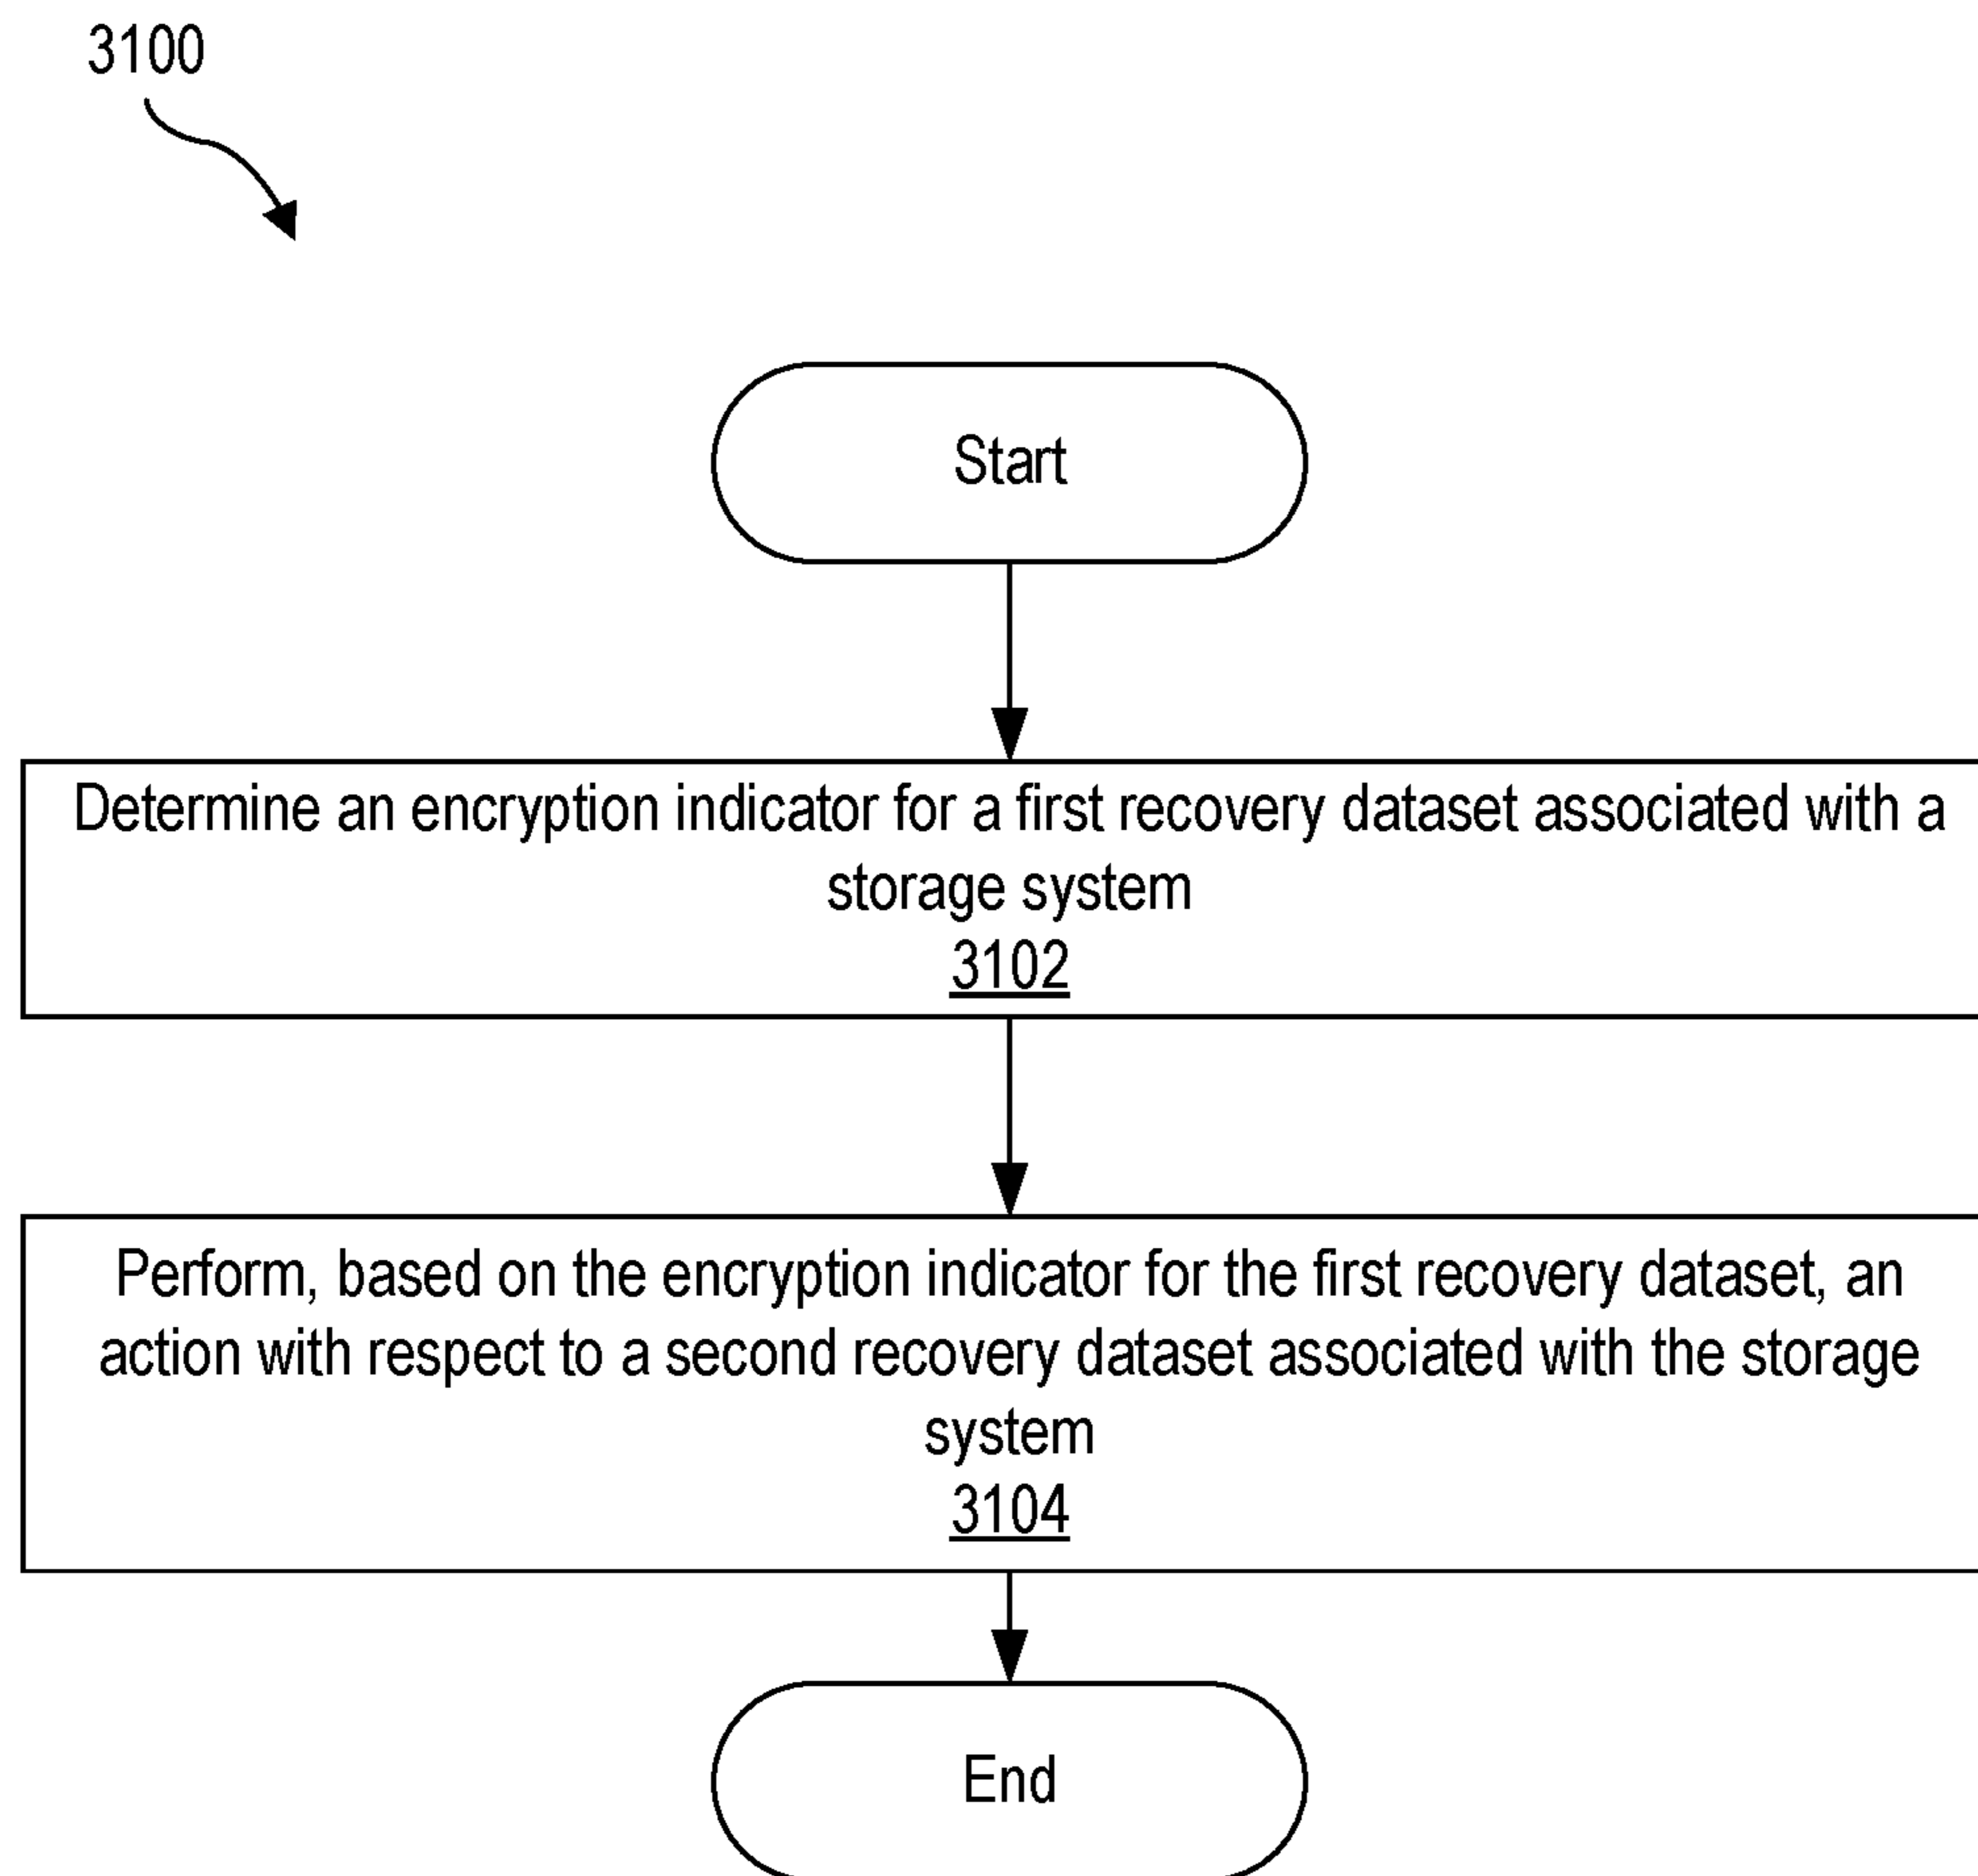 3100
Start
Determine an encryption indicator for a first recovery dataset associated with a
storage system
3102
Perform, based on the encryption indicator for the first recovery dataset, an
action with respect to a second recovery dataset associated with the storage
system
3104
End